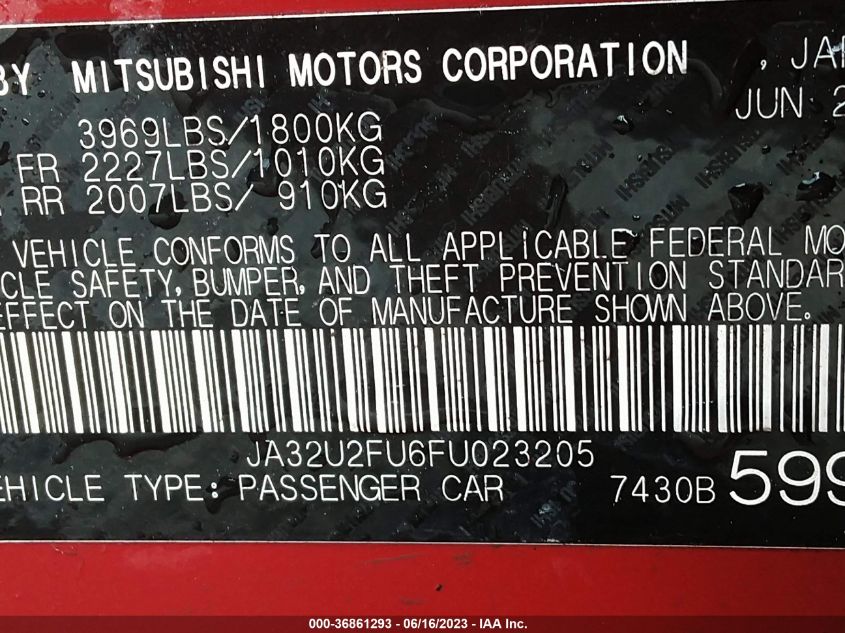 BY MITSUBISHI MOTORS CORPORATION , JAP
JUN 2
3969LBS/1800KG
FR 2227LBS/1010KG
RR 2007LBS/ 910KG
VEHICLE CONFORMS TO ALL APPLICABLE FEDERAL MO
CLE SAFETY, BUMPER, AND THEFT PREVENTION STANDAR
EFFECT ON THE DATE OF MANUFACTURE SHOWN ABOVE.
JA32U2FU6FU023205
EHICLE TYPE: PASSENGER CAR 7430B 599
000-36861293 - 06/16/2023 - IAA Inc.